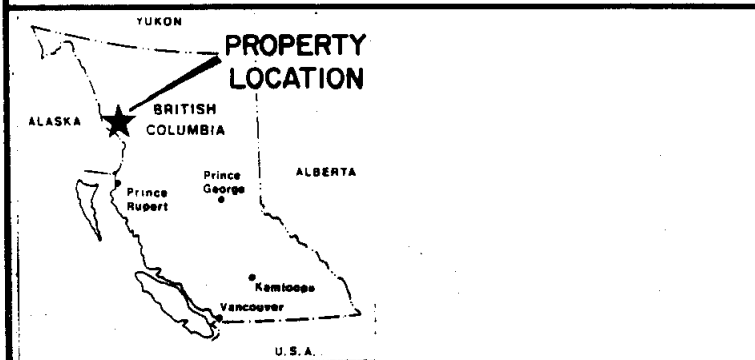 YUKON
PROPERTY
LOCATION
ALASKA
BRITISH
COLUMBIA
Prince
George
ALBERTA
Prince
Rupert
Kamloops
Vancouver
U.S.A.